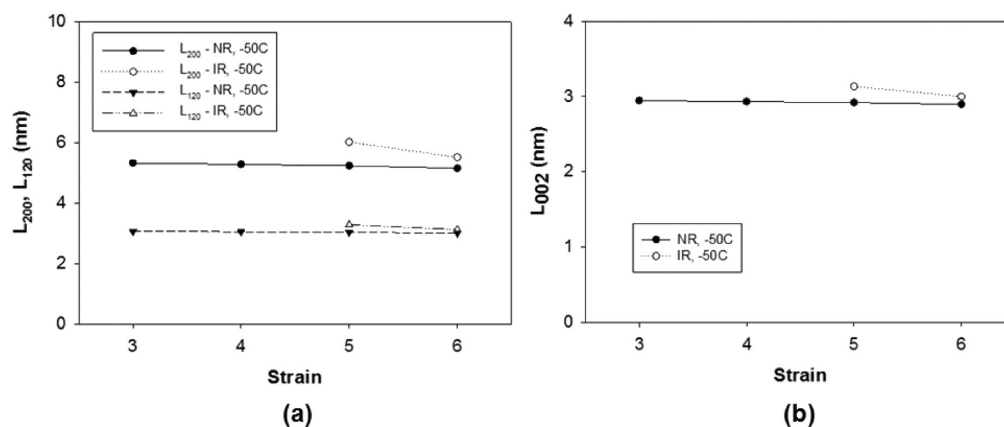 10
8
6
4
2
0
L200, L120 (nm)
L200 - NR, -50C
L200 - IR, -50C
L120 - NR, -50C
L120 - IR, -50C
3 4 5 6
Strain
(a)
4
3
2
1
0
L002 (nm)
NR, -50C
IR, -50C
3 4 5 6
Strain
(b)